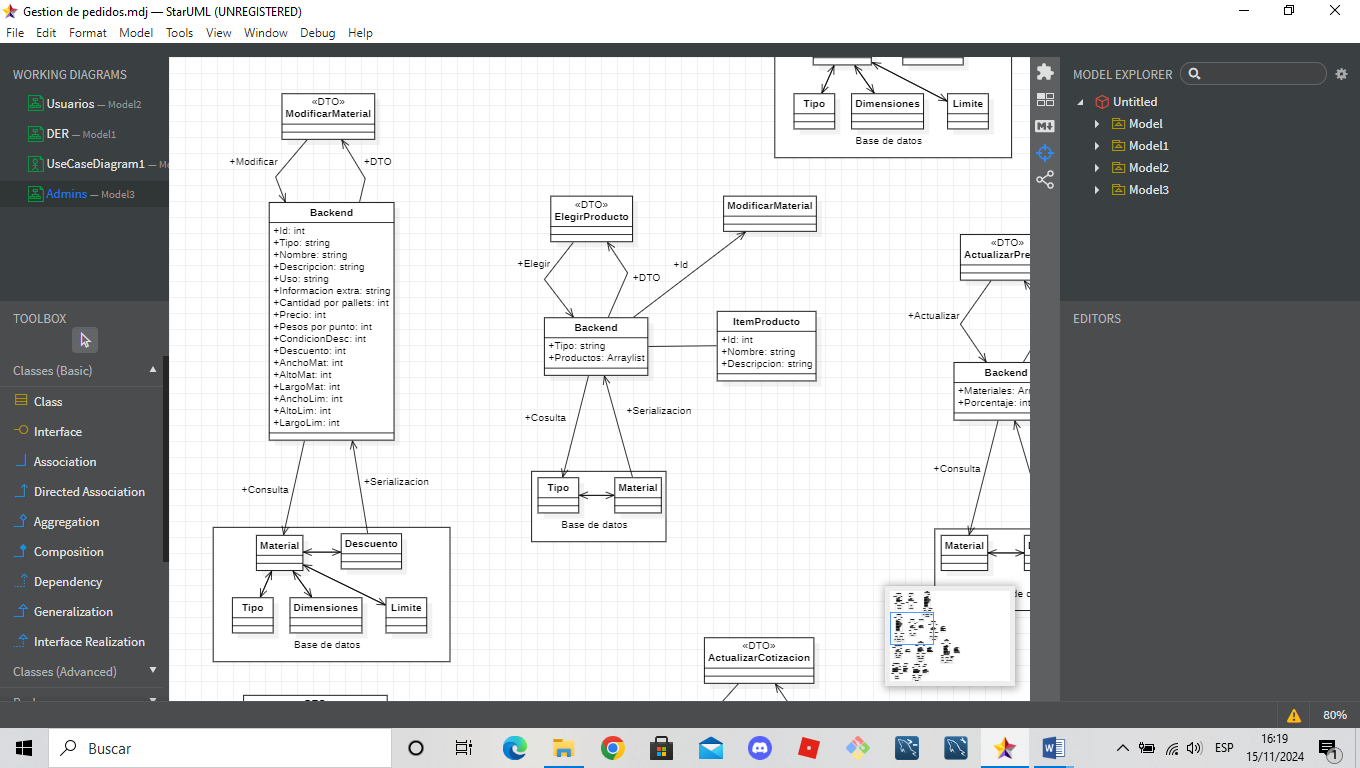 Gestion de pedidos.mdj — StarUML (UNREGISTERED)
File Edit Format Model Tools View Window Debug Help
WORKING DIAGRAMS
Usuarios — Model2
DER — Model1
UseCaseDiagram1 — Mo
Admins — Model3
TOOLBOX
Classes (Basic)
Class
Interface
Association
Directed Association
Aggregation
Composition
Dependency
Generalization
Interface Realization
Classes (Advanced)
«DTO»
ModificarMaterial
+Modificar
+DTO
Backend
+Id: int
+Tipo: string
+Nombre: string
+Descripcion: string
+Uso: string
+Informacion extra: string
+Cantidad por pallets: int
+Precio: int
+Pesos por punto: int
+CondicionDesc: int
+Descuento: int
+AnchoMat: int
+AltoMat: int
+LargoMat: int
+AnchoLim: int
+AltoLim: int
+LargoLim: int
+Consulta
+Serializacion
Material
Descuento
Tipo
Dimensiones
Limite
Base de datos
«DTO»
ElegirProducto
+Elegir
+DTO
+Id
ModificarMaterial
Backend
+Tipo: string
+Productos: Arraylist
ItemProducto
+Id: int
+Nombre: string
+Descripcion: string
+Cosulta
+Serializacion
Tipo
Material
Base de datos
Tipo
Dimensiones
Limite
Base de datos
«DTO»
ActualizarPre
+Actualizar
Backend
+Materiales: Arr
+Porcentaje: int
+Consulta
Material
de d
«DTO»
ActualizarCotizacion
MODEL EXPLORER
Untitled
Model
Model1
Model2
Model3
EDITORS
80%
Buscar
ESP
16:19
15/11/2024
1